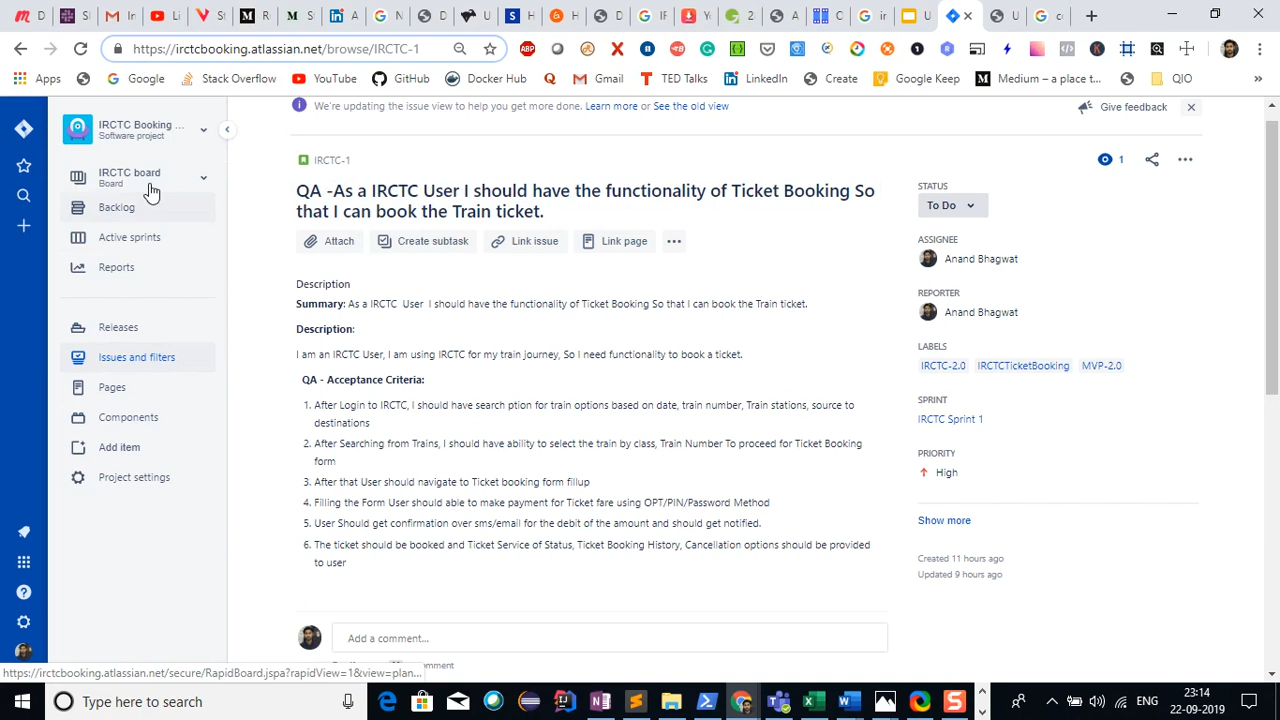 https://irctcbooking.atlassian.net/browse/IRCTC-1
Apps
Google
Stack Overflow
YouTube
GitHub
Docker Hub
Gmail
TED Talks
LinkedIn
Create
Google Keep
Medium – a place t...
QIO
IRCTC Booking ...
Software project
IRCTC board
Board
Backlog
Active sprints
Reports
Releases
Issues and filters
Pages
Components
Add item
Project settings
We're updating the issue view to help you get more done. Learn more or See the old view
Give feedback
IRCTC-1
1
QA -As a IRCTC User I should have the functionality of Ticket Booking So
that I can book the Train ticket.
Attach
Create subtask
Link issue
Link page
Description
Summary: As a IRCTC User I should have the functionality of Ticket Booking So that I can book the Train ticket.
Description:
I am an IRCTC User, I am using IRCTC for my train journey, So I need functionality to book a ticket.
QA - Acceptance Criteria:
1. After Login to IRCTC, I should have search ption for train options based on date, train number, Train stations, source to
destinations
2. After Searching from Trains, I should have ability to select the train by class, Train Number To proceed for Ticket Booking
form
3. After that User should navigate to Ticket booking form fillup
4. Filling the Form User should able to make payment for Ticket fare using OPT/PIN/Password Method
5. User Should get confirmation over sms/email for the debit of the amount and should get notified.
6. The ticket should be booked and Ticket Service of Status, Ticket Booking History, Cancellation options should be provided
to user
Add a comment...
comment
STATUS
To Do
ASSIGNEE
Anand Bhagwat
REPORTER
Anand Bhagwat
LABELS
IRCTC-2.0 IRCTCTicketBooking MVP-2.0
SPRINT
IRCTC Sprint 1
PRIORITY
High
Show more
Created 11 hours ago
Updated 9 hours ago
https://irctcbooking.atlassian.net/secure/RapidBoard.jspa?rapidView=1&view=plan...
Type here to search
ENG
23:14
22-09-2019